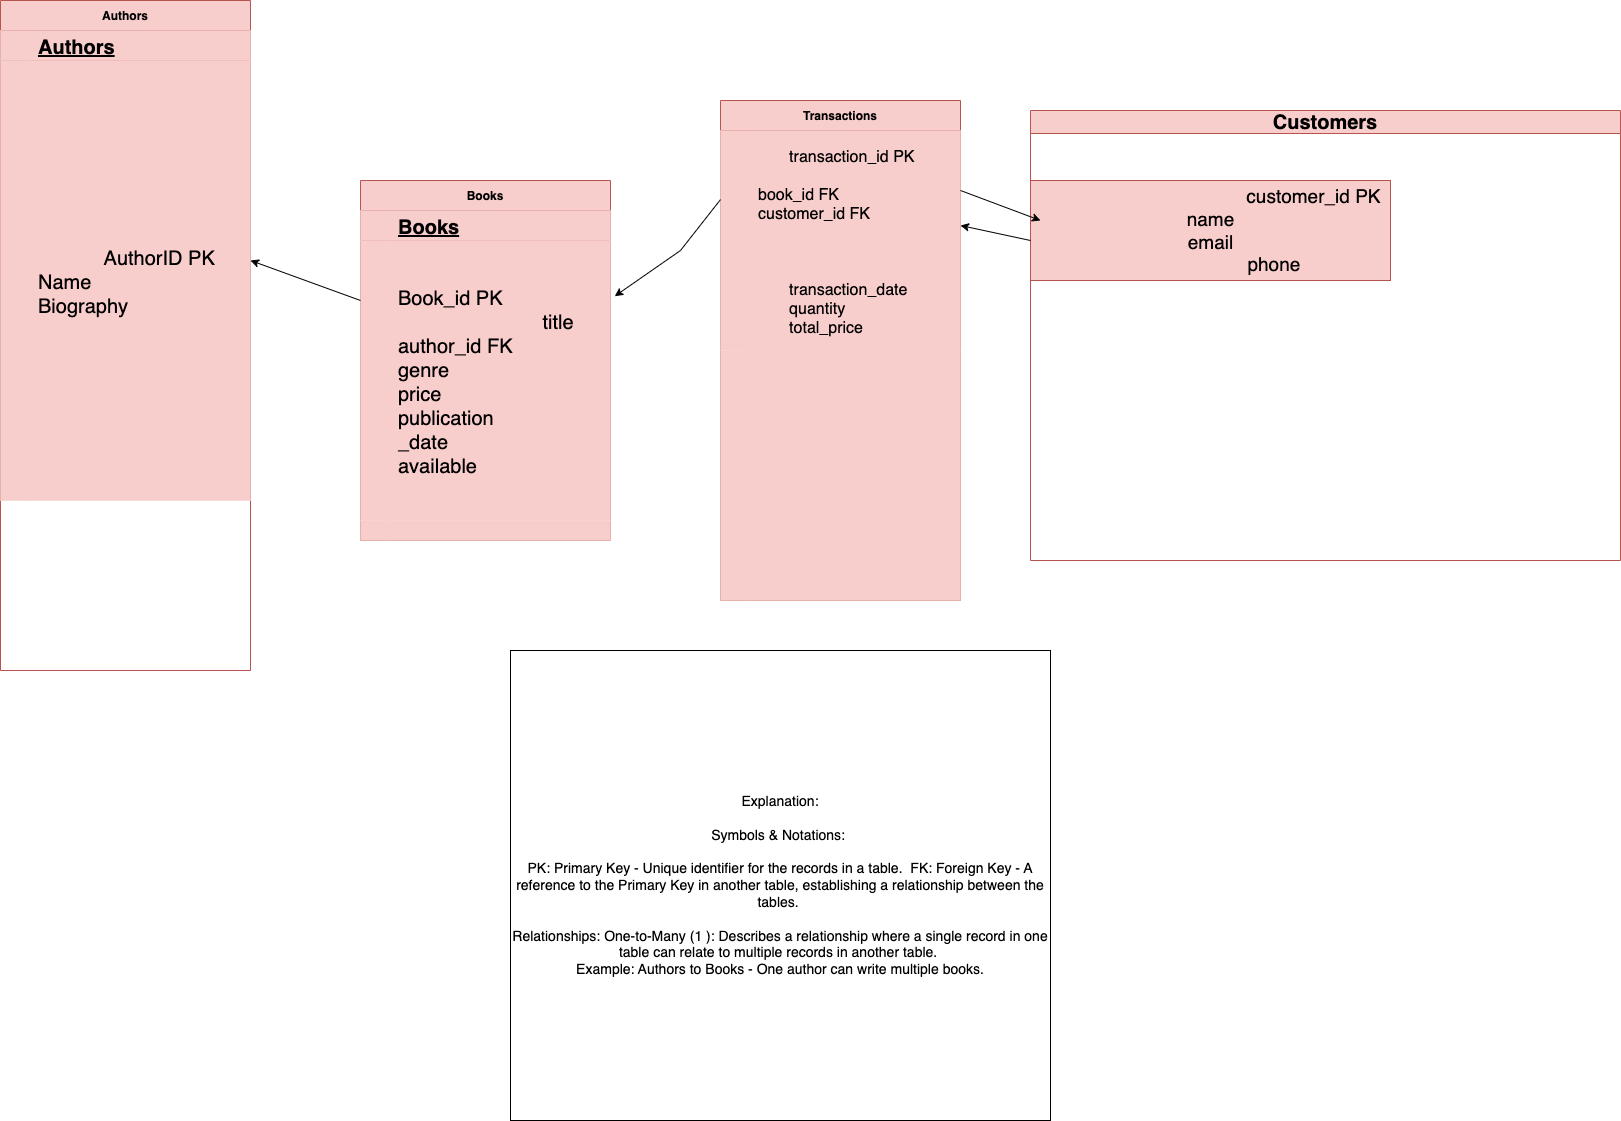 Authors
Authors
AuthorID PK
Name
Biography
Books
Books
Book_id PK
title
author_id FK
genre
price
publication
_date
available
Transactions
transaction_id PK
book_id FK
customer_id FK
transaction_date
quantity
total_price
Customers
customer_id PK
name
email
phone
Explanation:
Symbols & Notations:
PK: Primary Key - Unique identifier for the records in a table.  FK: Foreign Key - A
reference to the Primary Key in another table, establishing a relationship between the
tables.
Relationships: One-to-Many (1 ): Describes a relationship where a single record in one
table can relate to multiple records in another table.
Example: Authors to Books - One author can write multiple books.